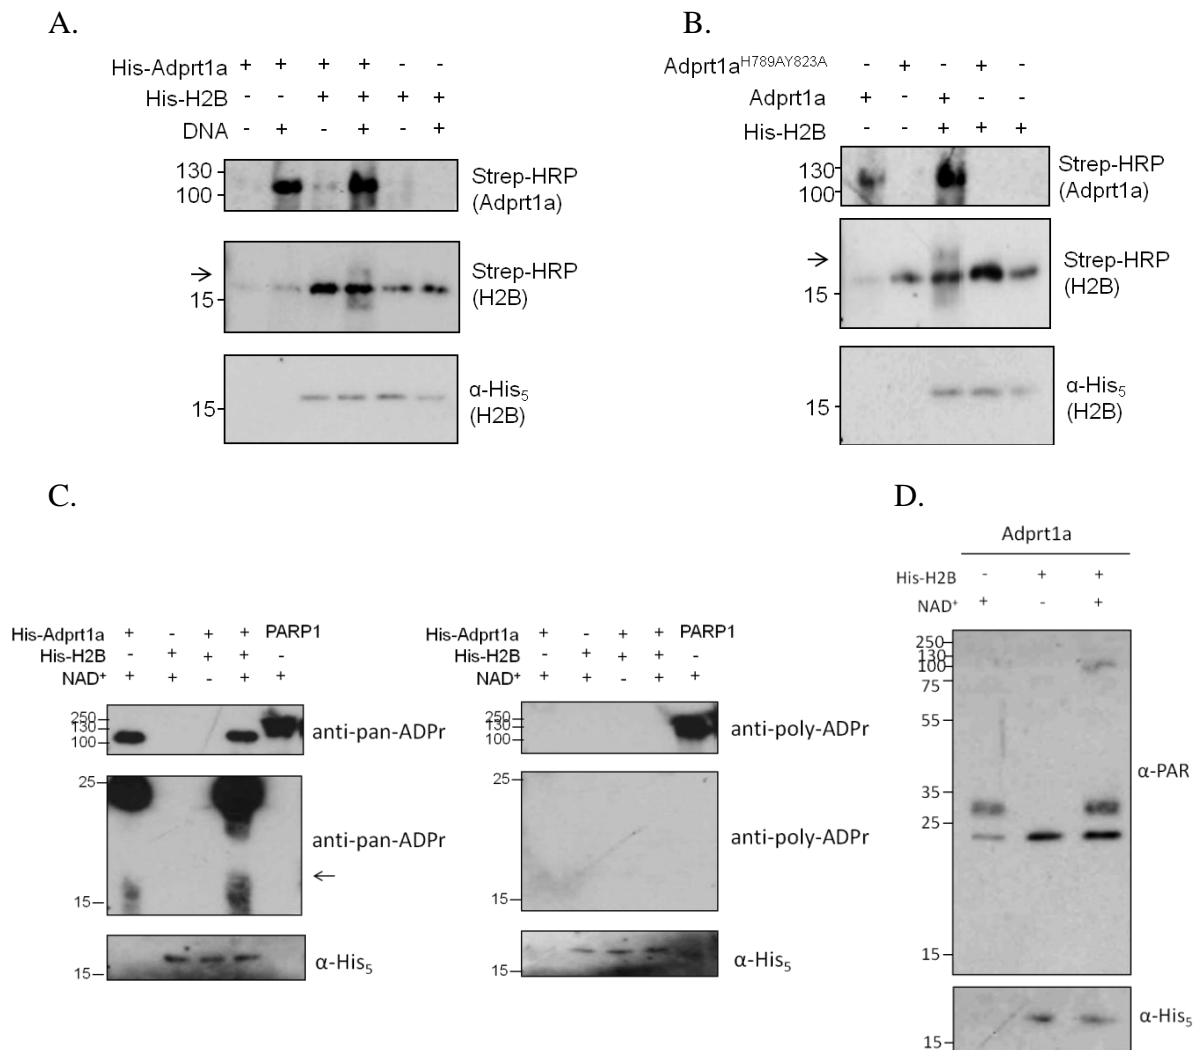 A.
His-Adprt1a + + + + - -
His-H2B - - + + + +
DNA - + - + - +
130
100
Strep-HRP
(Adprt1a)
→
15
Strep-HRP
(H2B)
15
α-His5
(H2B)
B.
Adprt1aH789AY823A - + - + -
Adprt1a + - + - -
His-H2B - - + + +
130
100
Strep-HRP
(Adprt1a)
→
15
Strep-HRP
(H2B)
15
α-His5
(H2B)
C.
His-Adprt1a + - + + PARP1
His-H2B - + + + -
NAD+ + + - + +
250
130
100
anti-pan-ADPr
25
anti-pan-ADPr
←
15
15
α-His5
His-Adprt1a + - + + PARP1
His-H2B - + + + -
NAD+ + + - + +
250
130
100
anti-poly-ADPr
25
anti-poly-ADPr
15
15
α-His5
D.
Adprt1a
His-H2B - + +
NAD+ + - +
250
130
100
75
55
35
25
15
α-PAR
15
α-His5